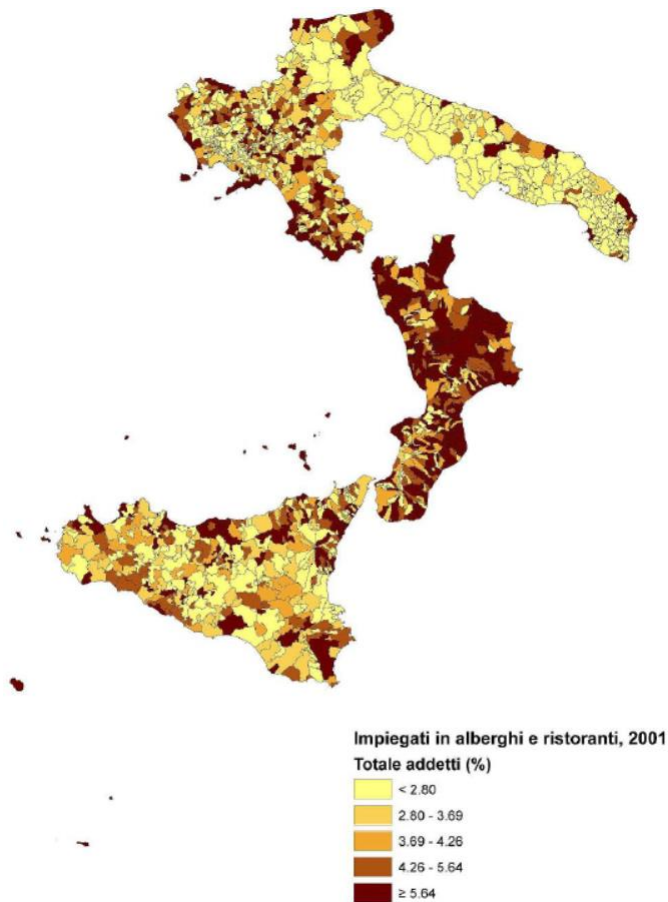 Impiegati in alberghi e ristoranti, 2001
Totale addetti (%)
< 2.80
2.80 - 3.69
3.69 - 4.26
4.26 - 5.64
≥ 5.64